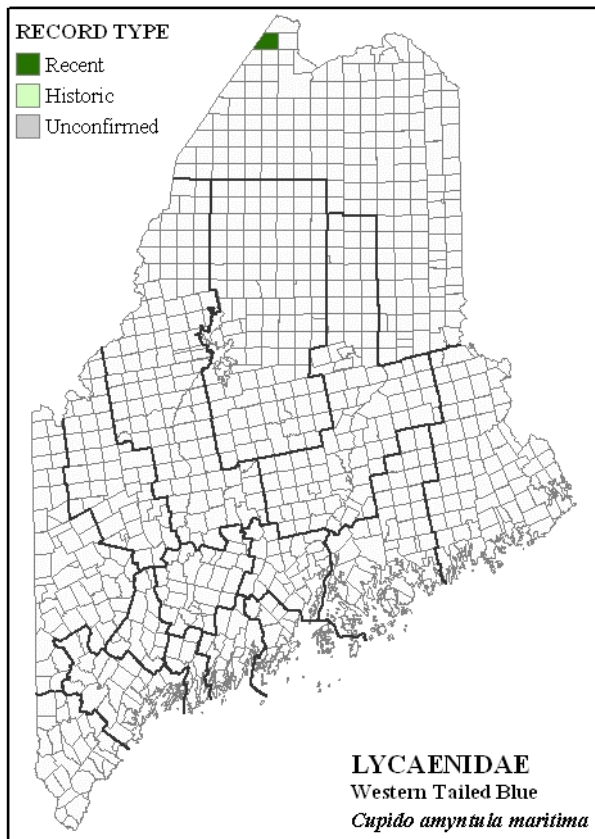 RECORD TYPE
Recent
Historic
Unconfirmed
LYCAENIDAE
Western Tailed Blue
Cupido amyntula maritima